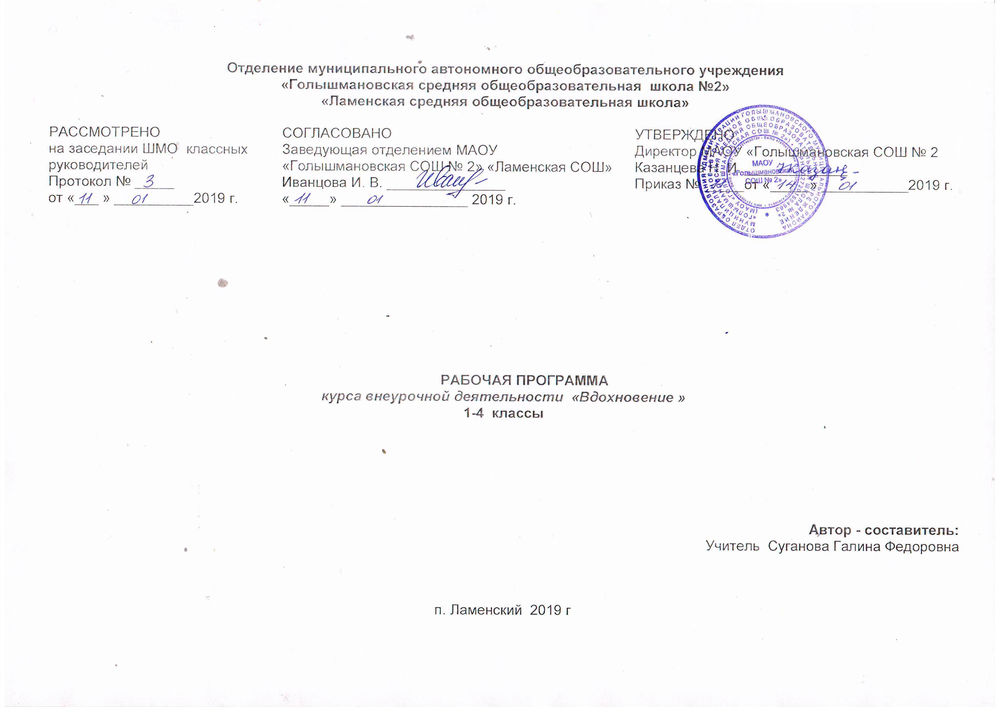 Отделение муниципального автономного общеобразовательного учреждения
«Голышмановская средняя общеобразовательная школа №2»
«Ламенская средняя общеобразовательная школа»
РАССМОТРЕНО
на заседании ШМО классных
руководителей
Протокол № 3
от «11 » 01 2019 г.
СОГЛАСОВАНО
Заведующая отделением МАОУ
«Голышмановская СОШ № 2» «Ламенская СОШ»
Иванцова И. В.
«11 » 01 2019 г.
УТВЕРЖДЕНО
Директор МАОУ «Голышмановская СОШ № 2
Казанцева
Приказ № от «14 » 01 2019 г.
МАОУ
«Голышмановская
СОШ № 2»
РАБОЧАЯ ПРОГРАММА
курса внеурочной деятельности «Вдохновение »
1-4 классы
Автор - составитель:
Учитель Суганова Галина Федоровна
п. Ламенский 2019 г